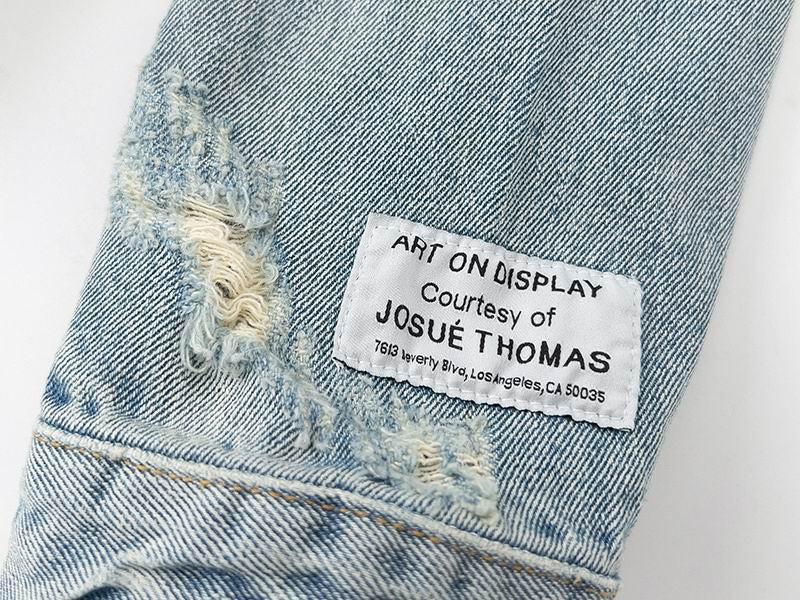 ART ON DISPLAY
Courtesy of
JOSUÉ THOMAS
7613 Beverly Blvd, Los Angeles, CA 50035